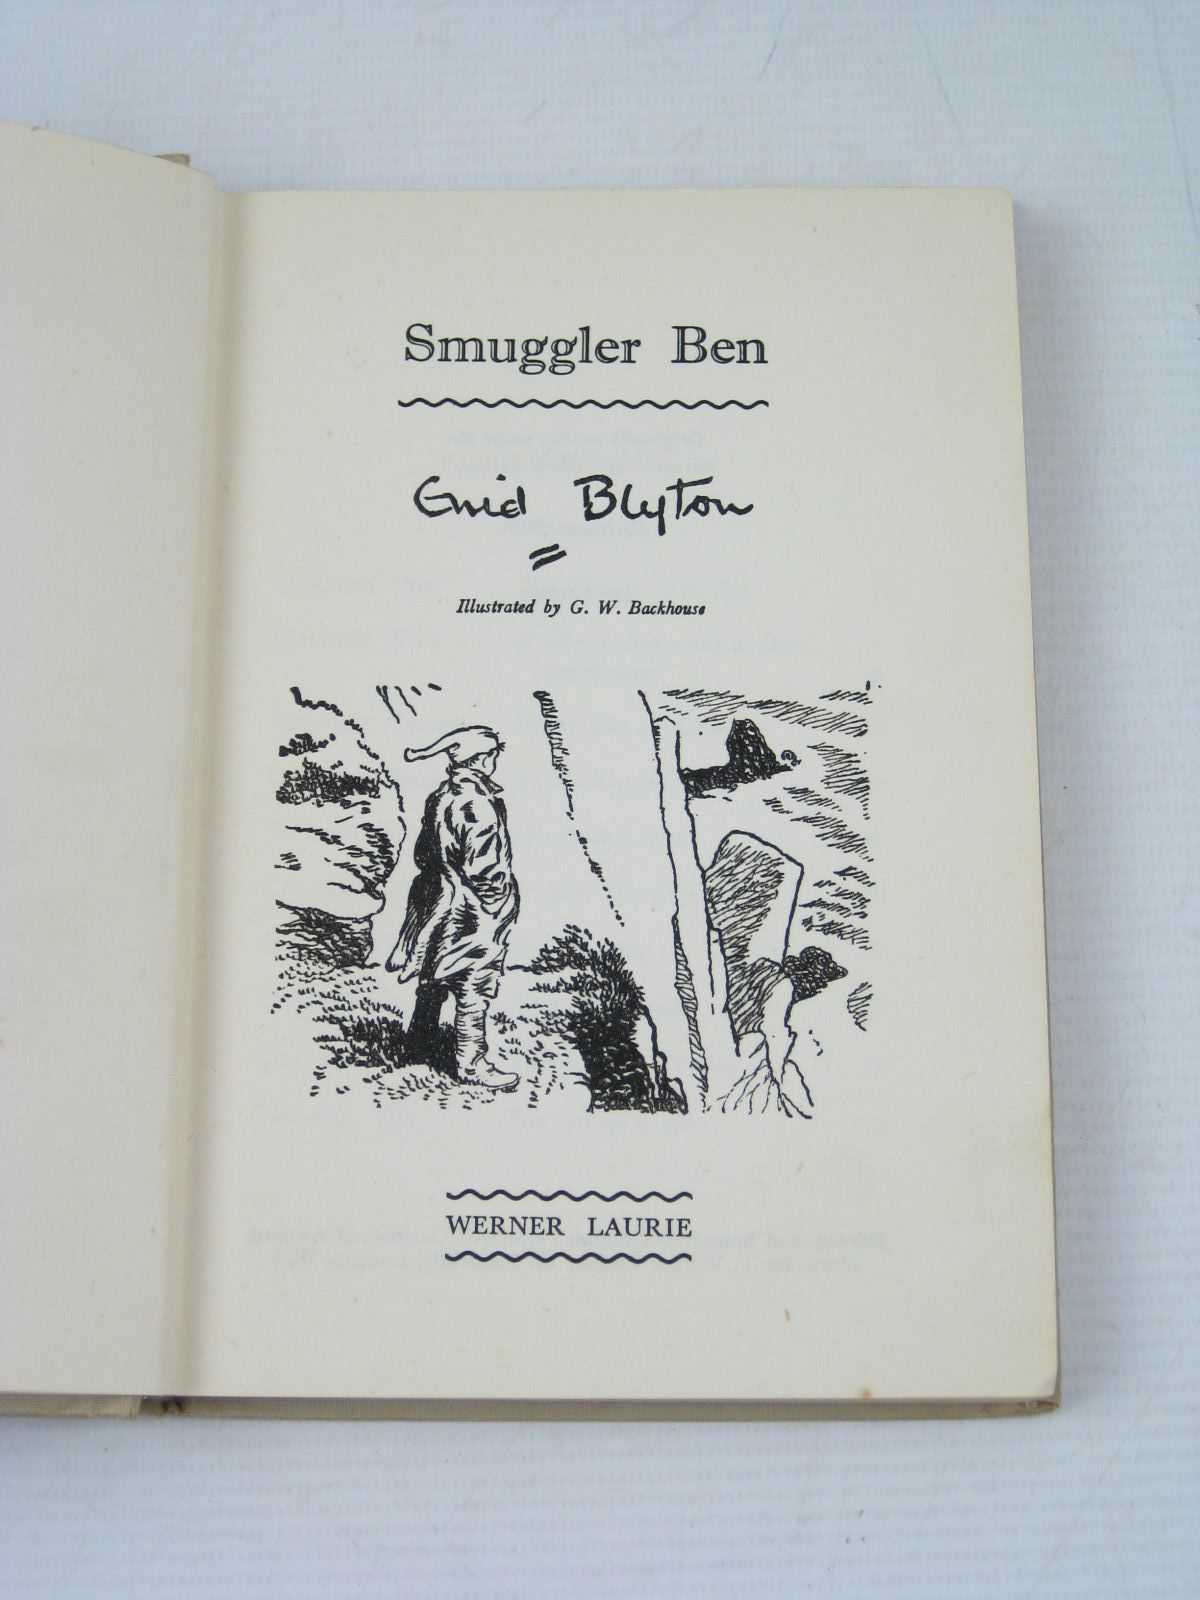 Smuggler Ben
Enid Blyton
Illustrated by G. W. Backhouse
WERNER LAURIE